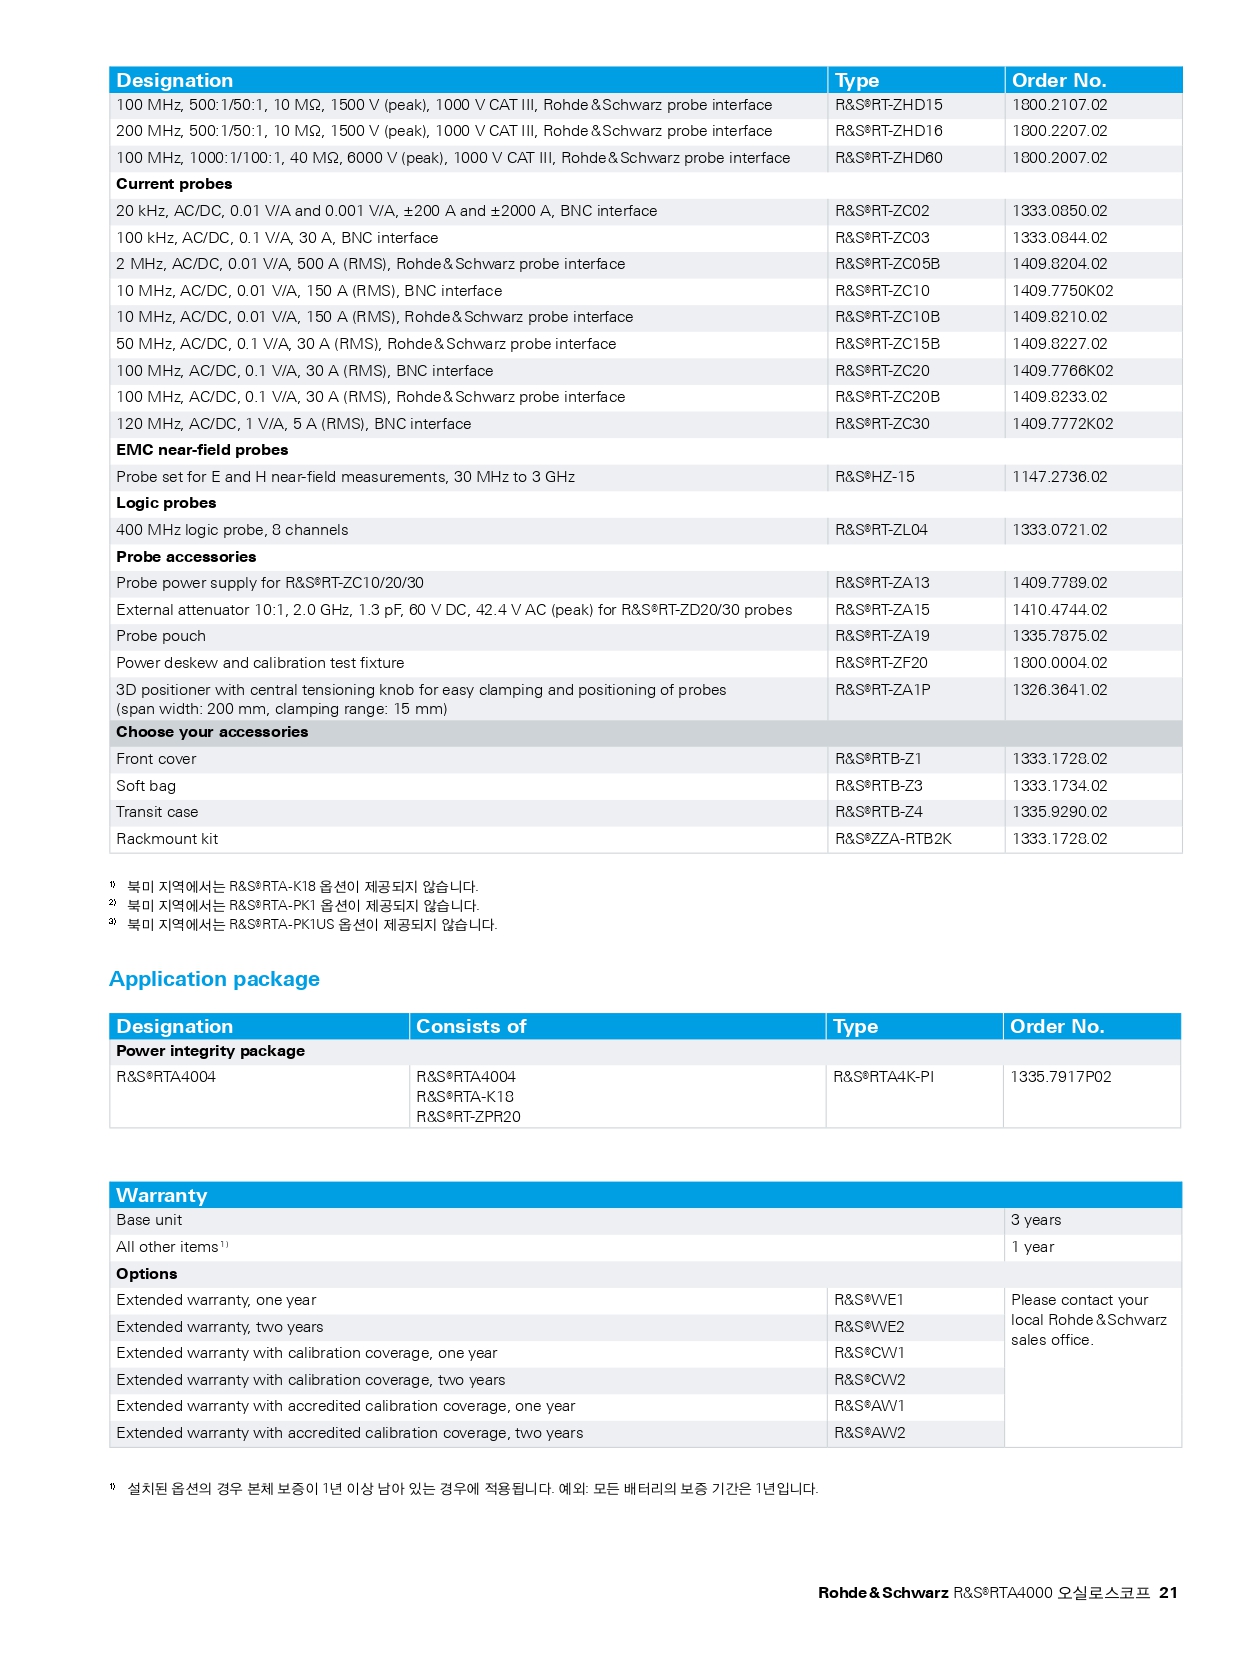 Designation Type Order No.
100 MHz, 500:1/50:1, 10 MΩ, 1500 V (peak), 1000 V CAT III, Rohde & Schwarz probe interface R&S®RT-ZHD15 1800.2107.02
200 MHz, 500:1/50:1, 10 MΩ, 1500 V (peak), 1000 V CAT III, Rohde & Schwarz probe interface R&S®RT-ZHD16 1800.2207.02
100 MHz, 1000:1/100:1, 40 MΩ, 6000 V (peak), 1000 V CAT III, Rohde & Schwarz probe interface R&S®RT-ZHD60 1800.2007.02
Current probes
20 kHz, AC/DC, 0.01 V/A and 0.001 V/A, ±200 A and ±2000 A, BNC interface R&S®RT-ZC02 1333.0850.02
100 kHz, AC/DC, 0.1 V/A, 30 A, BNC interface R&S®RT-ZC03 1333.0844.02
2 MHz, AC/DC, 0.01 V/A, 500 A (RMS), Rohde & Schwarz probe interface R&S®RT-ZC05B 1409.8204.02
10 MHz, AC/DC, 0.01 V/A, 150 A (RMS), BNC interface R&S®RT-ZC10 1409.7750K02
10 MHz, AC/DC, 0.01 V/A, 150 A (RMS), Rohde & Schwarz probe interface R&S®RT-ZC10B 1409.8210.02
50 MHz, AC/DC, 0.1 V/A, 30 A (RMS), Rohde & Schwarz probe interface R&S®RT-ZC15B 1409.8227.02
100 MHz, AC/DC, 0.1 V/A, 30 A (RMS), BNC interface R&S®RT-ZC20 1409.7766K02
100 MHz, AC/DC, 0.1 V/A, 30 A (RMS), Rohde & Schwarz probe interface R&S®RT-ZC20B 1409.8233.02
120 MHz, AC/DC, 1 V/A, 5 A (RMS), BNC interface R&S®RT-ZC30 1409.7772K02
EMC near-field probes
Probe set for E and H near-field measurements, 30 MHz to 3 GHz R&S®HZ-15 1147.2736.02
Logic probes
400 MHz logic probe, 8 channels R&S®RT-ZL04 1333.0721.02
Probe accessories
Probe power supply for R&S®RT-ZC10/20/30 R&S®RT-ZA13 1409.7789.02
External attenuator 10:1, 2.0 GHz, 1.3 pF, 60 V DC, 42.4 V AC (peak) for R&S®RT-ZD20/30 probes R&S®RT-ZA15 1410.4744.02
Probe pouch R&S®RT-ZA19 1335.7875.02
Power deskew and calibration test fixture R&S®RT-ZF20 1800.0004.02
3D positioner with central tensioning knob for easy clamping and positioning of probes R&S®RT-ZA1P 1326.3641.02
(span width: 200 mm, clamping range: 15 mm)
Choose your accessories
Front cover R&S®RTB-Z1 1333.1728.02
Soft bag R&S®RTB-Z3 1333.1734.02
Transit case R&S®RTB-Z4 1335.9290.02
Rackmount kit R&S®ZZA-RTB2K 1333.1728.02
1) 북미 지역에서는 R&S®RTA-K18 옵션이 제공되지 않습니다.
2) 북미 지역에서는 R&S®RTA-PK1 옵션이 제공되지 않습니다.
3) 북미 지역에서는 R&S®RTA-PK1US 옵션이 제공되지 않습니다.
Application package
Designation Consists of Type Order No.
Power integrity package
R&S®RTA4004 R&S®RTA4004 R&S®RTA4K-PI 1335.7917P02
R&S®RTA-K18
R&S®RT-ZPR20
Warranty
Base unit 3 years
All other items 1) 1 year
Options
Extended warranty, one year R&S®WE1 Please contact your
Extended warranty, two years R&S®WE2 local Rohde & Schwarz
sales office.
Extended warranty with calibration coverage, one year R&S®CW1
Extended warranty with calibration coverage, two years R&S®CW2
Extended warranty with accredited calibration coverage, one year R&S®AW1
Extended warranty with accredited calibration coverage, two years R&S®AW2
1) 설치된 옵션의 경우 본체 보증이 1년 이상 남아 있는 경우에 적용됩니다. 예외: 모든 배터리의 보증 기간은 1년입니다.
Rohde & Schwarz R&S®RTA4000 오실로스코프 21